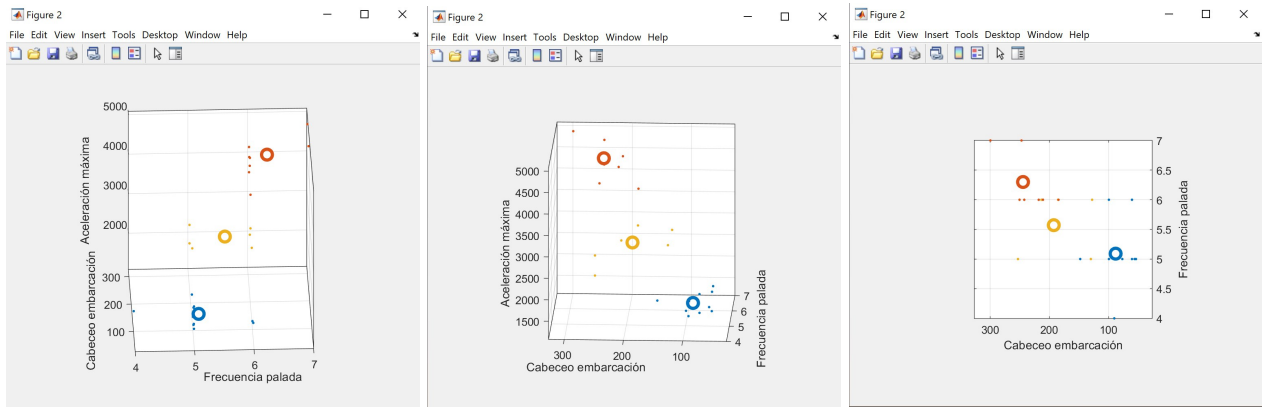 Figure 2
File Edit View Insert Tools Desktop Window Help
5000
4000
3000
2000
Aceleración máxima
300
200
100
Cabeceo embarcación
4 5 6 7
Frecuencia palada
Figure 2
File Edit View Insert Tools Desktop Window Help
5000
4500
4000
3500
3000
2500
2000
1500
Aceleración máxima
300 200 100
Cabeceo embarcación
7
6
5
4
Frecuencia palada
Figure 2
File Edit View Insert Tools Desktop Window Help
7
6.5
6
5.5
5
4.5
4
Frecuencia palada
300 200 100
Cabeceo embarcación